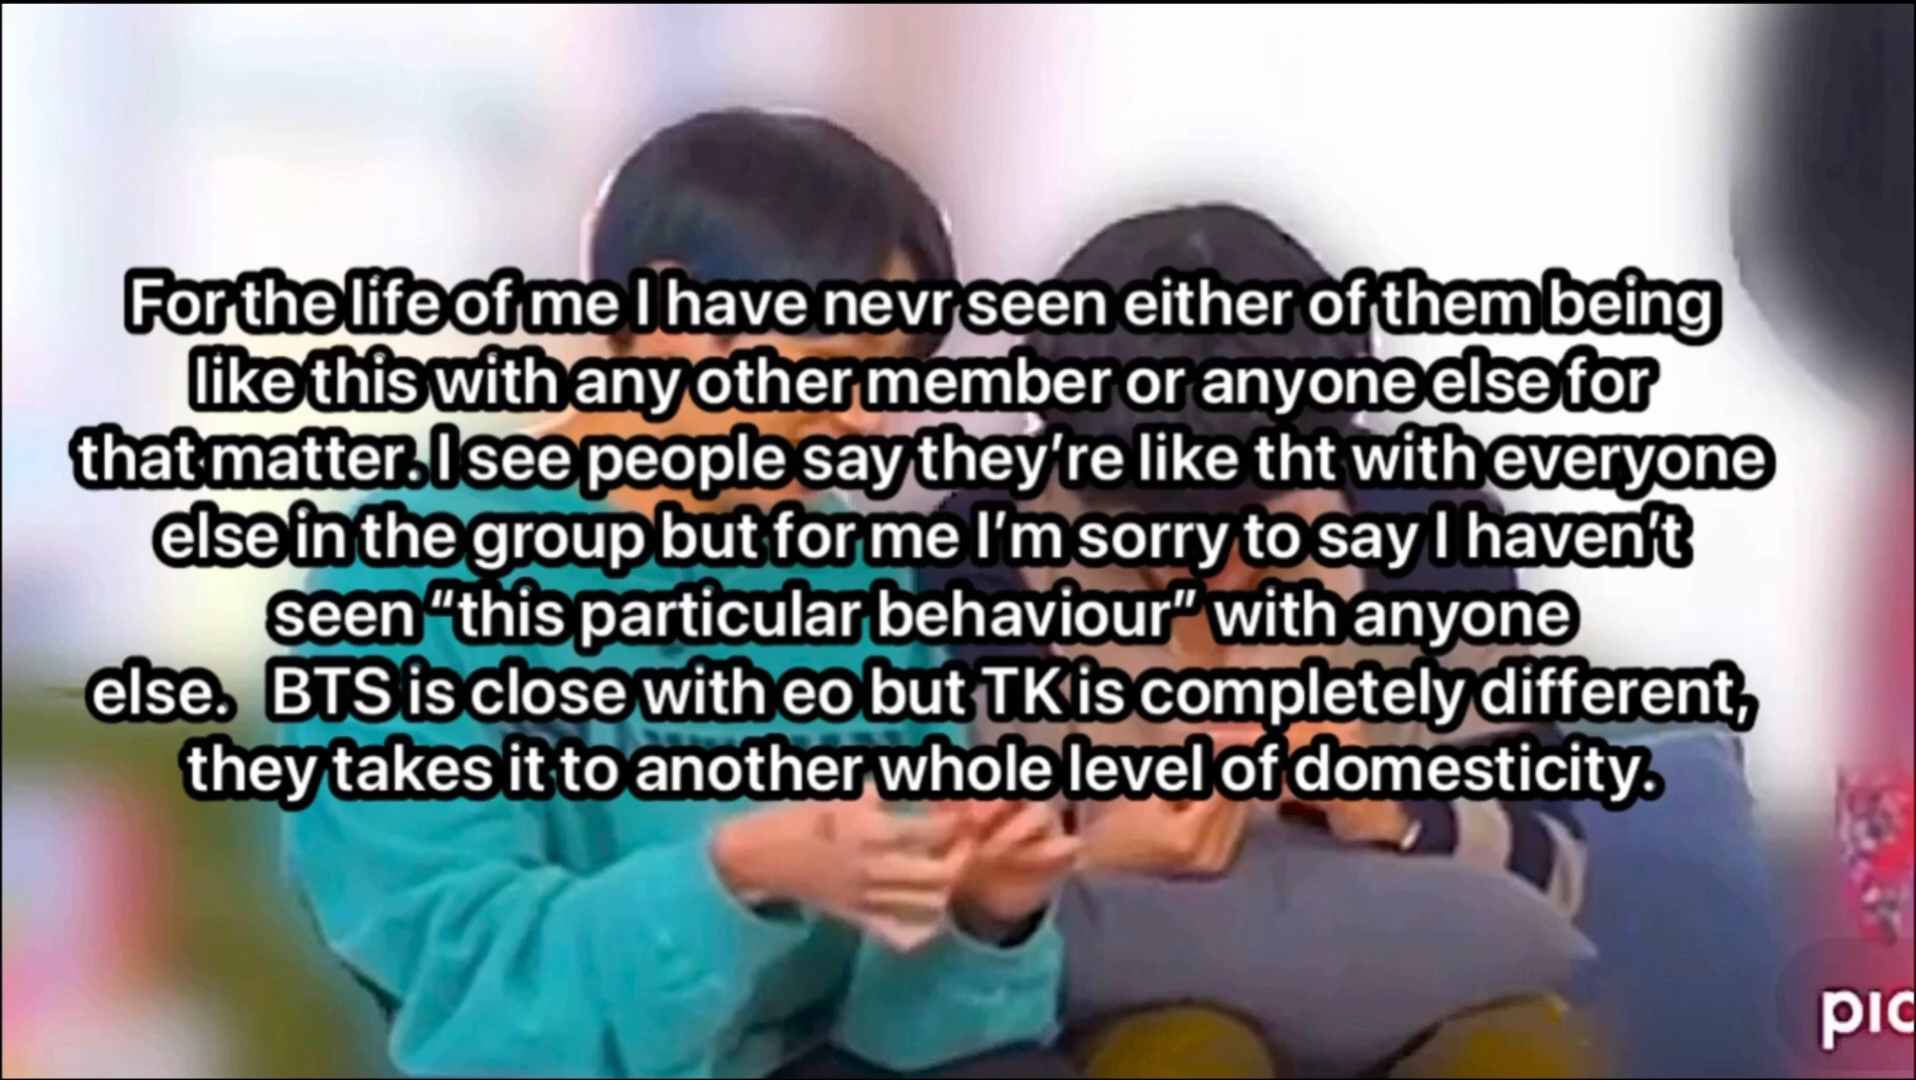 For the life of me I have nevr seen either of them being
like this with any other member or anyone else for
that matter. I see people say they’re like tht with everyone
else in the group but for me I’m sorry to say I haven’t
seen “this particular behaviour” with anyone
else.  BTS is close with eo but TK is completely different,
they takes it to another whole level of domesticity.
pic